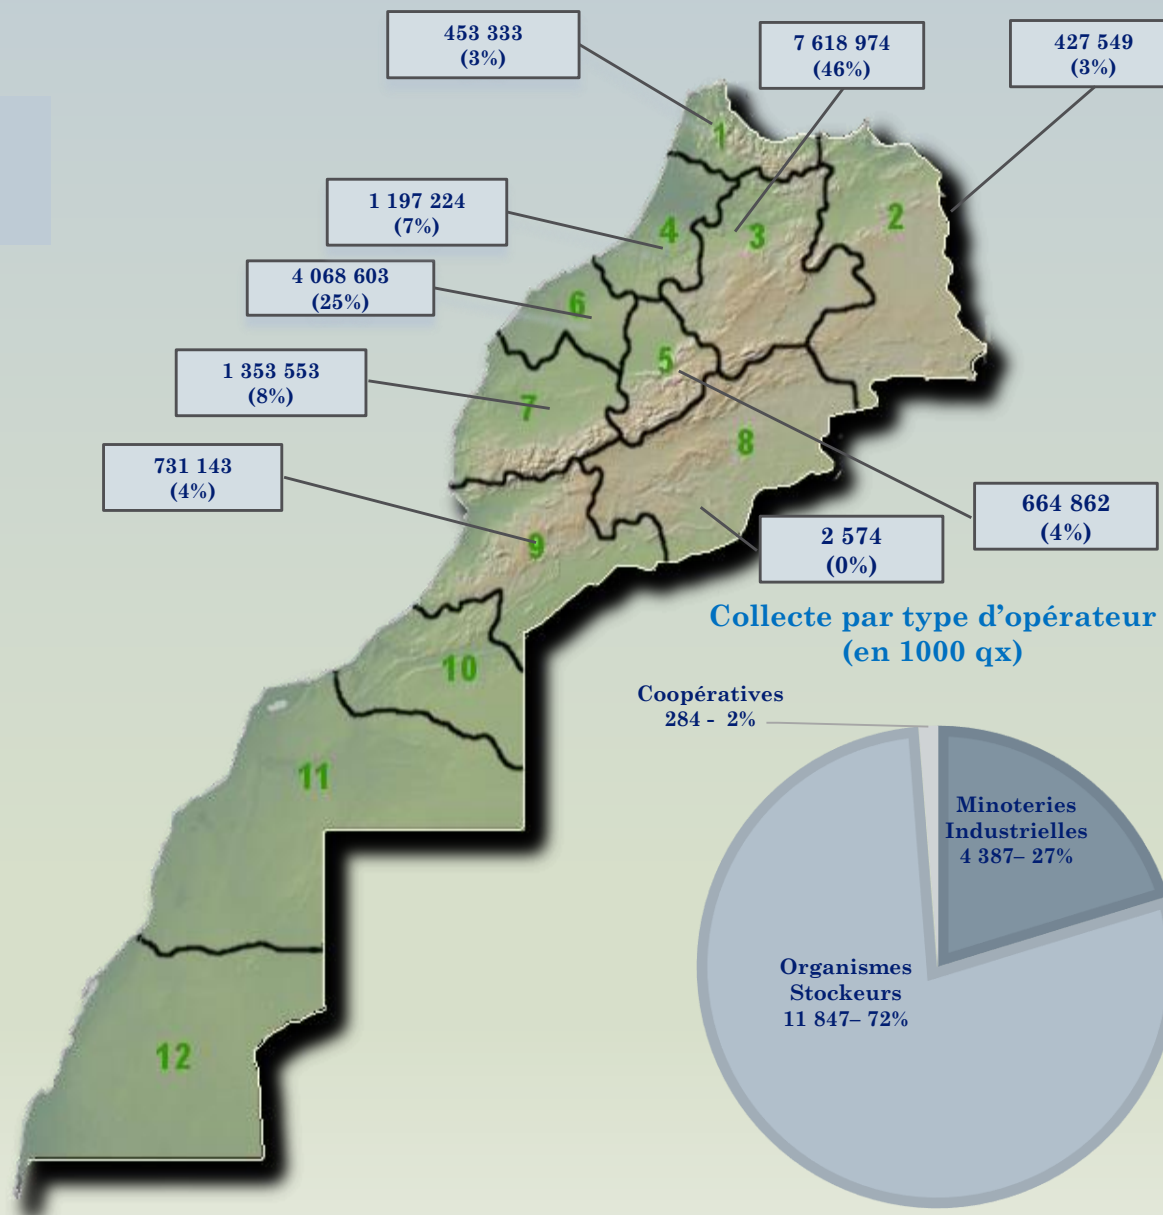 453 333
(3%)
7 618 974
(46%)
427 549
(3%)
1
1 197 224
(7%)
2
4
3
4 068 603
(25%)
6
5
1 353 553
(8%)
7
8
731 143
(4%)
664 862
(4%)
9
2 574
(0%)
Collecte par type d’opérateur
(en 1000 qx)
10
Coopératives
284 - 2%
11
Minoteries
Industrielles
4 387– 27%
Organismes
Stockeurs
11 847– 72%
12